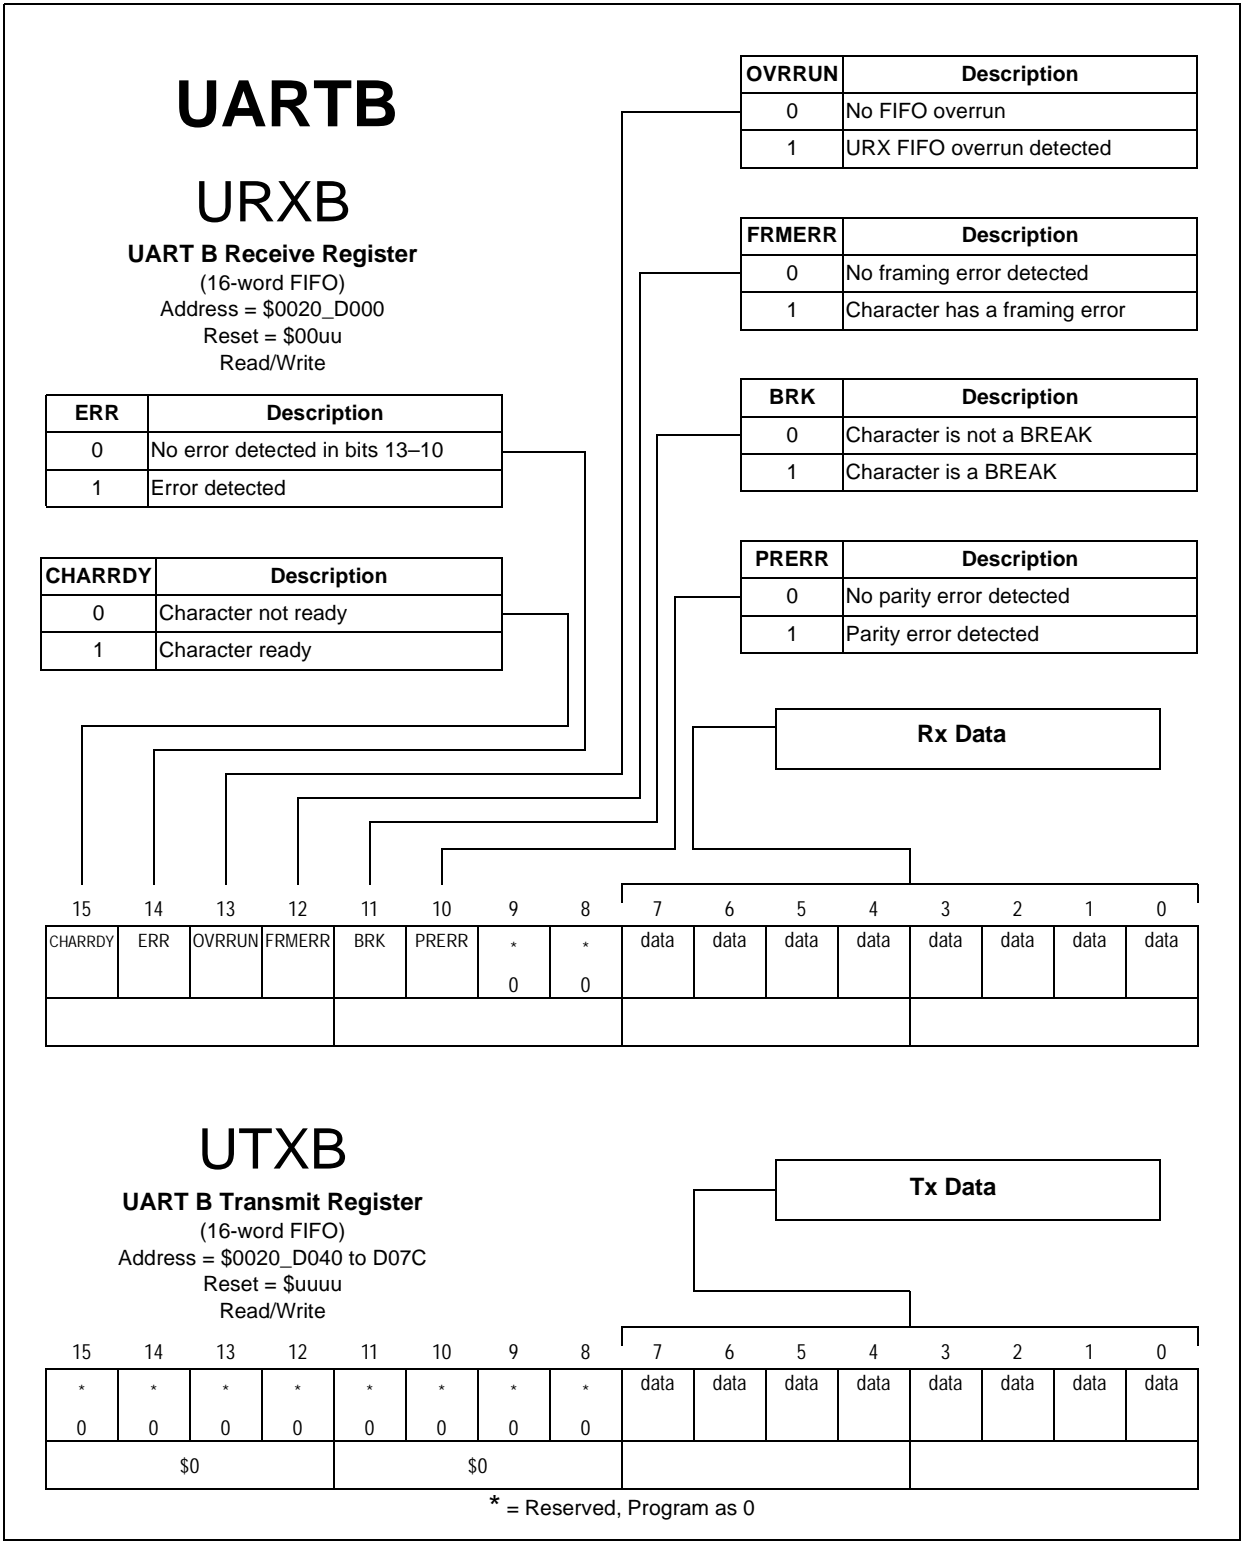 UARTB
URXB
UART B Receive Register
(16-word FIFO)
Address = $0020_D000
Reset = $00uu
Read/Write
ERR Description
0 No error detected in bits 13–10
1 Error detected
CHARRDY Description
0 Character not ready
1 Character ready
OVRRUN Description
0 No FIFO overrun
1 URX FIFO overrun detected
FRMERR Description
0 No framing error detected
1 Character has a framing error
BRK Description
0 Character is not a BREAK
1 Character is a BREAK
PRERR Description
0 No parity error detected
1 Parity error detected
Rx Data
15 14 13 12 11 10 9 8 7 6 5 4 3 2 1 0
CHARRDY ERR OVRRUN FRMERR BRK PRERR * * data data data data data data data data
0 0
UTXB
UART B Transmit Register
(16-word FIFO)
Address = $0020_D040 to D07C
Reset = $uuuu
Read/Write
Tx Data
15 14 13 12 11 10 9 8 7 6 5 4 3 2 1 0
* * * * * * * * data data data data data data data data
0 0 0 0 0 0 0 0
$0 $0
* = Reserved, Program as 0